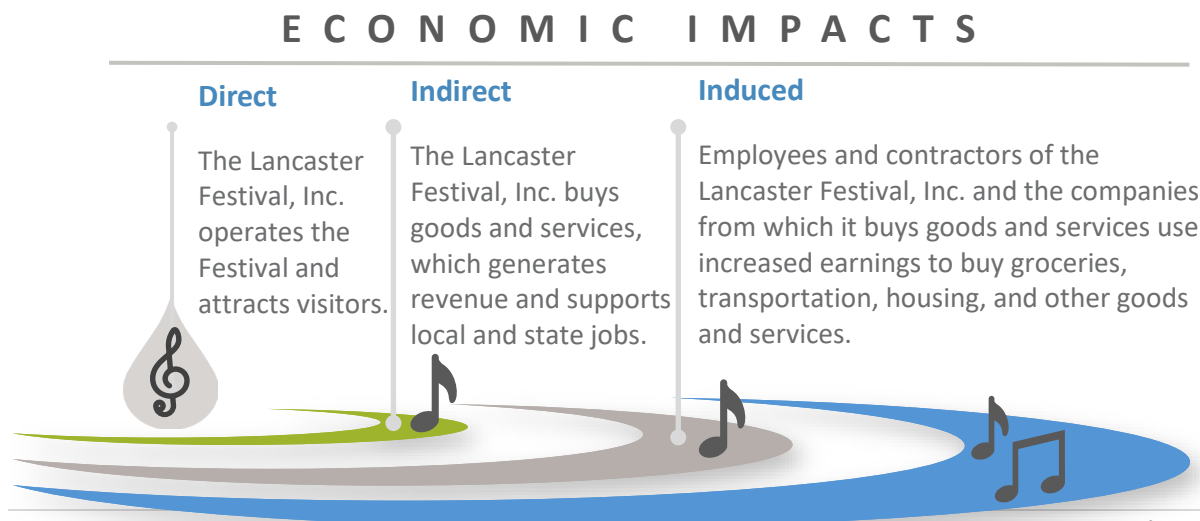 ECONOMIC IMPACTS
Direct
The Lancaster
Festival, Inc.
operates the
Festival and
attracts visitors.
Indirect
The Lancaster
Festival, Inc. buys
goods and services,
which generates
revenue and supports
local and state jobs.
Induced
Employees and contractors of the
Lancaster Festival, Inc. and the companies
from which it buys goods and services use
increased earnings to buy groceries,
transportation, housing, and other goods
and services.